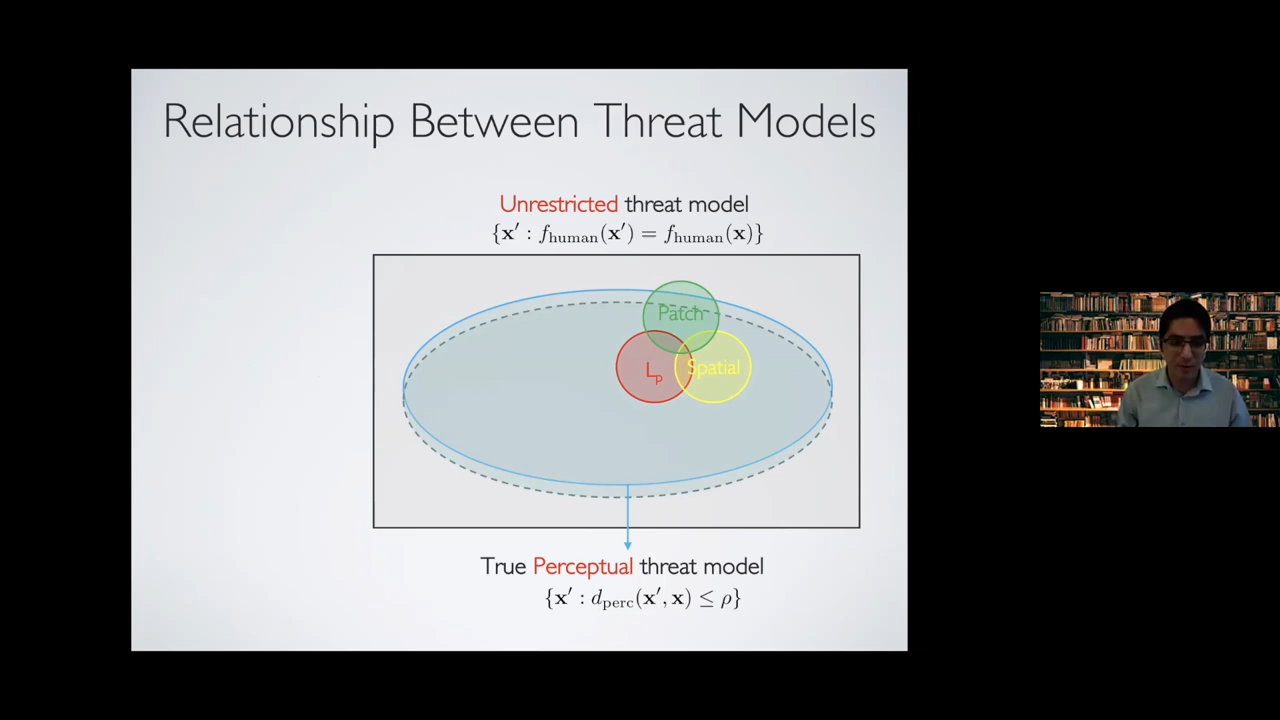 Relationship Between Threat Models
Unrestricted threat model
{x′ : f_human(x′) = f_human(x)}
Patch
L_p
Spatial
True Perceptual threat model
{x′ : d_perc(x′, x) ≤ ρ}